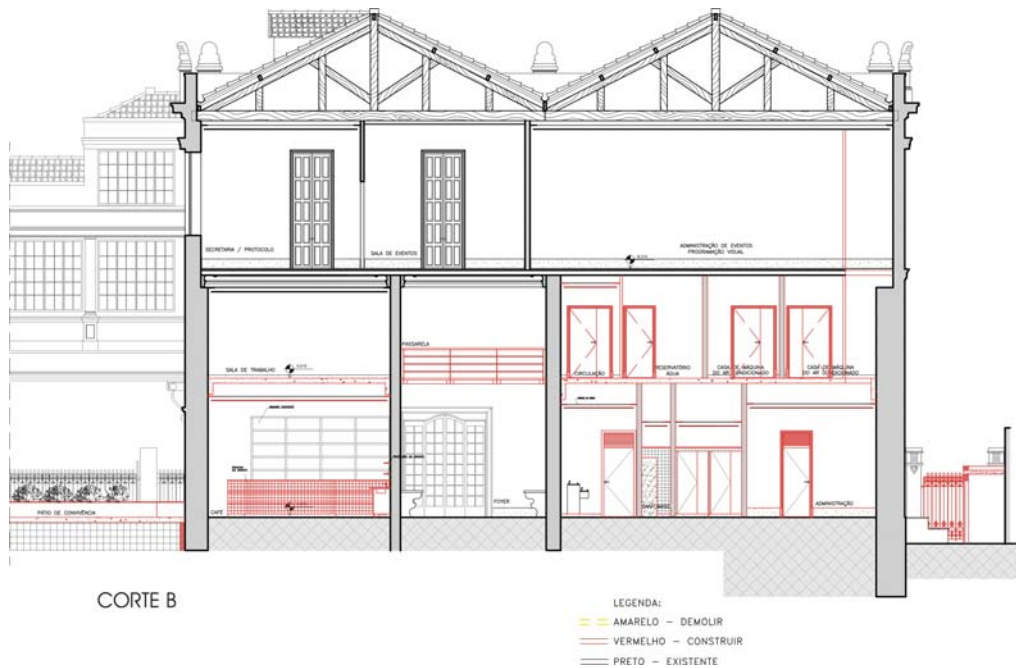 SECRETARIA / PROTOCOLO
SALA DE EVENTOS
ADMINISTRAÇÃO DE EVENTOS
PROGRAMAÇÃO VISUAL
PASSARELA
SALA DE TRABALHO
CIRCULAÇÃO
RESERVATÓRIO
ÁGUA
CASA DE MÁQUINA
DO AR CONDICIONADO
CASA DE MÁQUINA
DO AR CONDICIONADO
PÁTIO DE CONVIVÊNCIA
CAFÉ
FOYER
ADMINISTRAÇÃO
CORTE B
LEGENDA:
AMARELO – DEMOLIR
VERMELHO – CONSTRUIR
PRETO – EXISTENTE